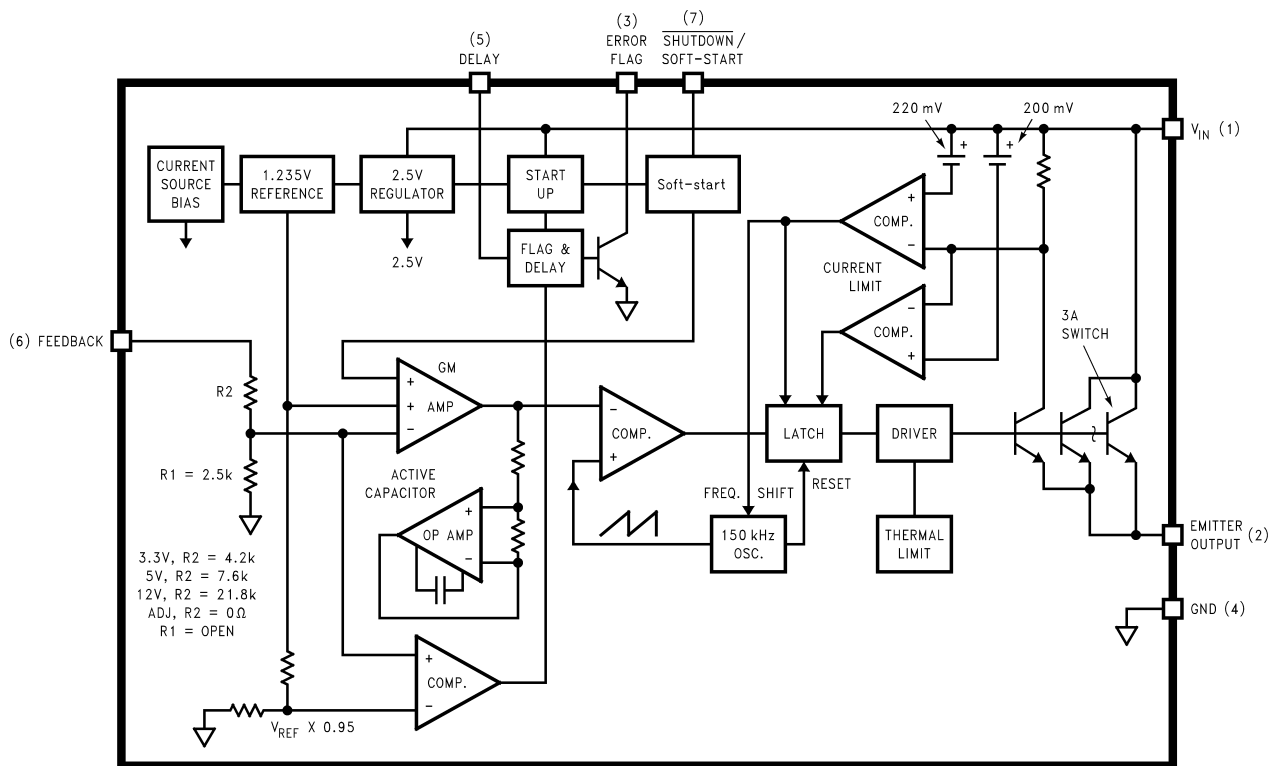 (5)
DELAY
(3)
ERROR
FLAG
(7)
SHUTDOWN/
SOFT-START
220 mV
200 mV
VIN (1)
CURRENT
SOURCE
BIAS
1.235V
REFERENCE
2.5V
REGULATOR
START
UP
Soft-start
2.5V
FLAG &
DELAY
+
+
+
COMP.
−
CURRENT
LIMIT
−
COMP.
+
3A
SWITCH
(6) FEEDBACK
R2
R1 = 2.5k
GM
+
+ AMP
−
−
COMP.
+
LATCH
DRIVER
ACTIVE
CAPACITOR
+
OP AMP
−
FREQ. SHIFT
RESET
150 kHz
OSC.
THERMAL
LIMIT
EMITTER
OUTPUT (2)
3.3V, R2 = 4.2k
5V, R2 = 7.6k
12V, R2 = 21.8k
ADJ, R2 = 0Ω
R1 = OPEN
GND (4)
+
COMP.
−
VREF X 0.95